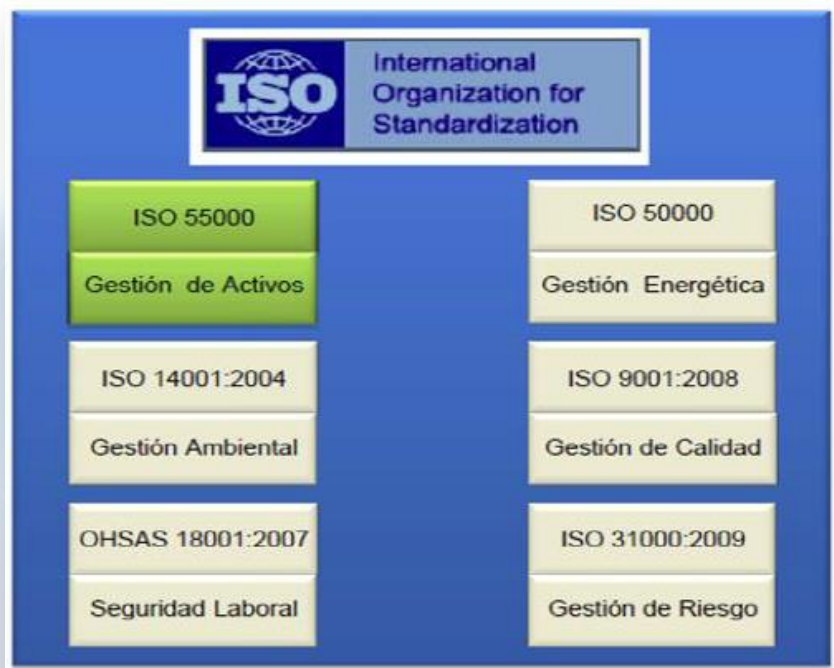 ISO
International
Organization for
Standardization
ISO 55000
Gestión de Activos
ISO 50000
Gestión Energética
ISO 14001:2004
Gestión Ambiental
ISO 9001:2008
Gestión de Calidad
OHSAS 18001:2007
Seguridad Laboral
ISO 31000:2009
Gestión de Riesgo